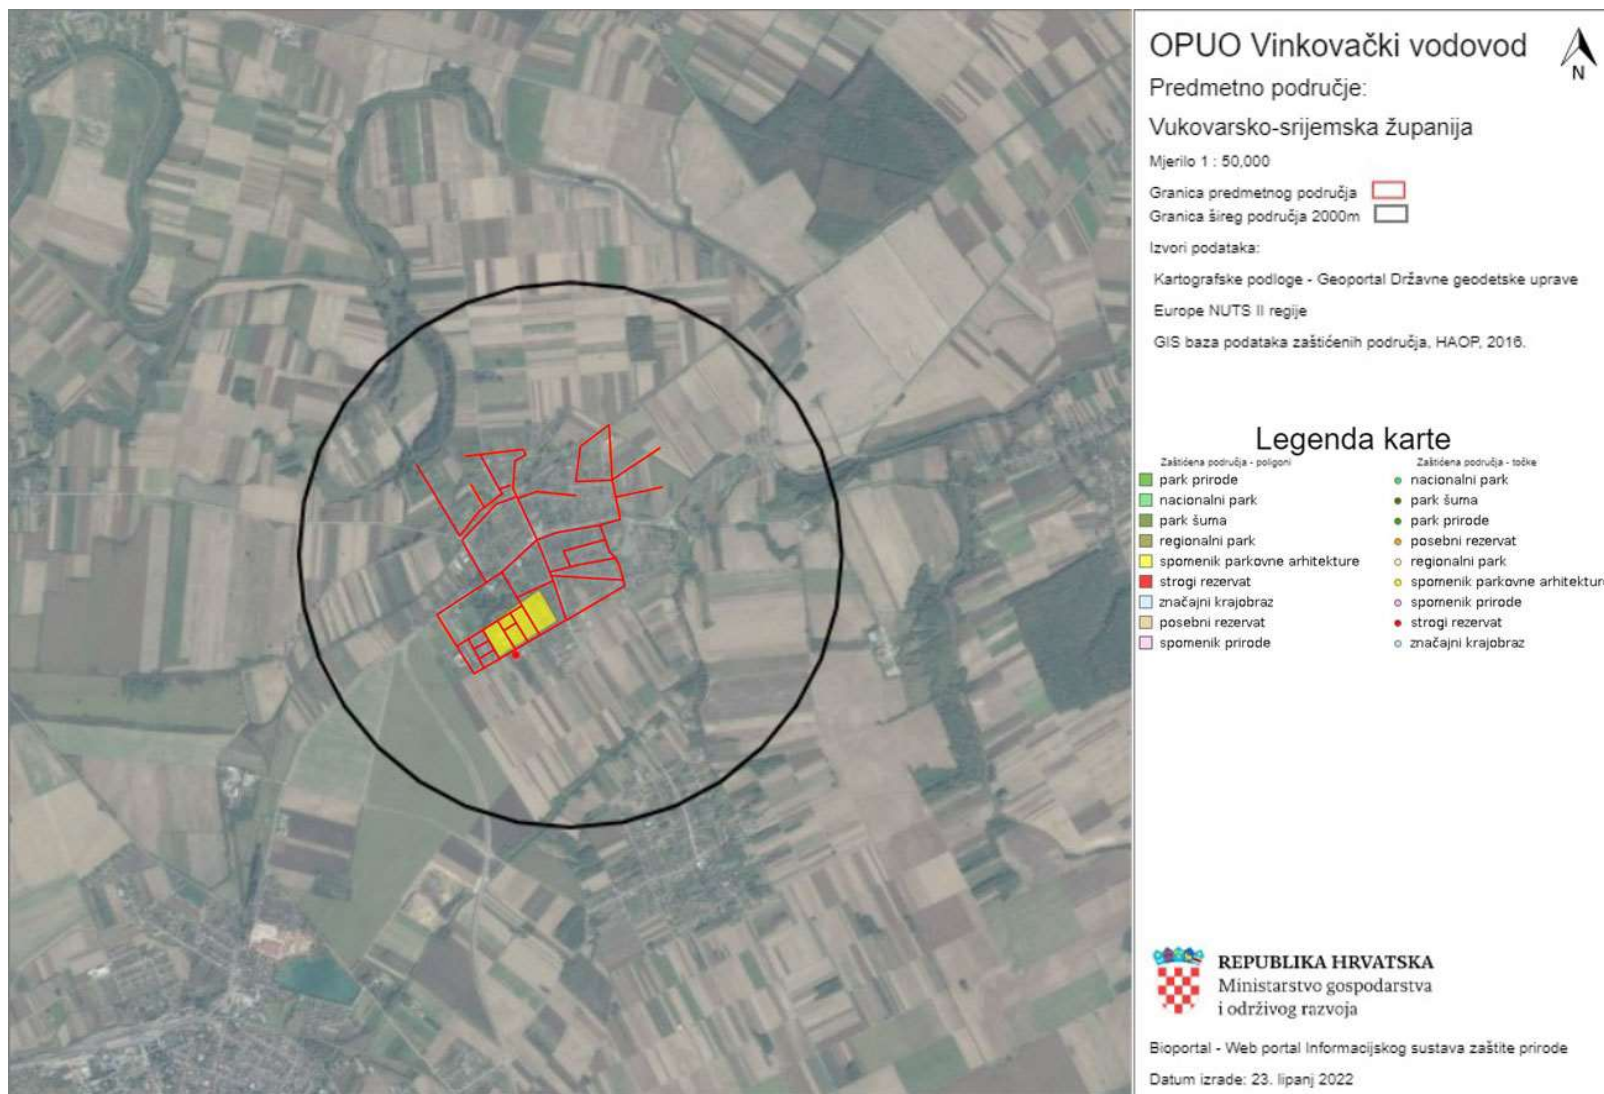 OPUO Vinkovački vodovod
N
Predmetno područje:
Vukovarsko-srijemska županija
Mjerilo 1 : 50,000
Granica predmetnog područja
Granica šireg područja 2000m
Izvori podataka:
Kartografske podloge - Geoportal Državne geodetske uprave
Europe NUTS II regije
GIS baza podataka zaštićenih područja, HAOP, 2016.
Legenda karte
Zaštićena područja - poligoni
park prirode
nacionalni park
park šuma
regionalni park
spomenik parkovne arhitekture
strogi rezervat
značajni krajobraz
posebni rezervat
spomenik prirode
Zaštićena područja - točke
nacionalni park
park šuma
park prirode
posebni rezervat
regionalni park
spomenik parkovne arhitekture
spomenik prirode
strogi rezervat
značajni krajobraz
REPUBLIKA HRVATSKA
Ministarstvo gospodarstva
i održivog razvoja
Bioportal - Web portal Informacijskog sustava zaštite prirode
Datum izrade: 23. lipanj 2022